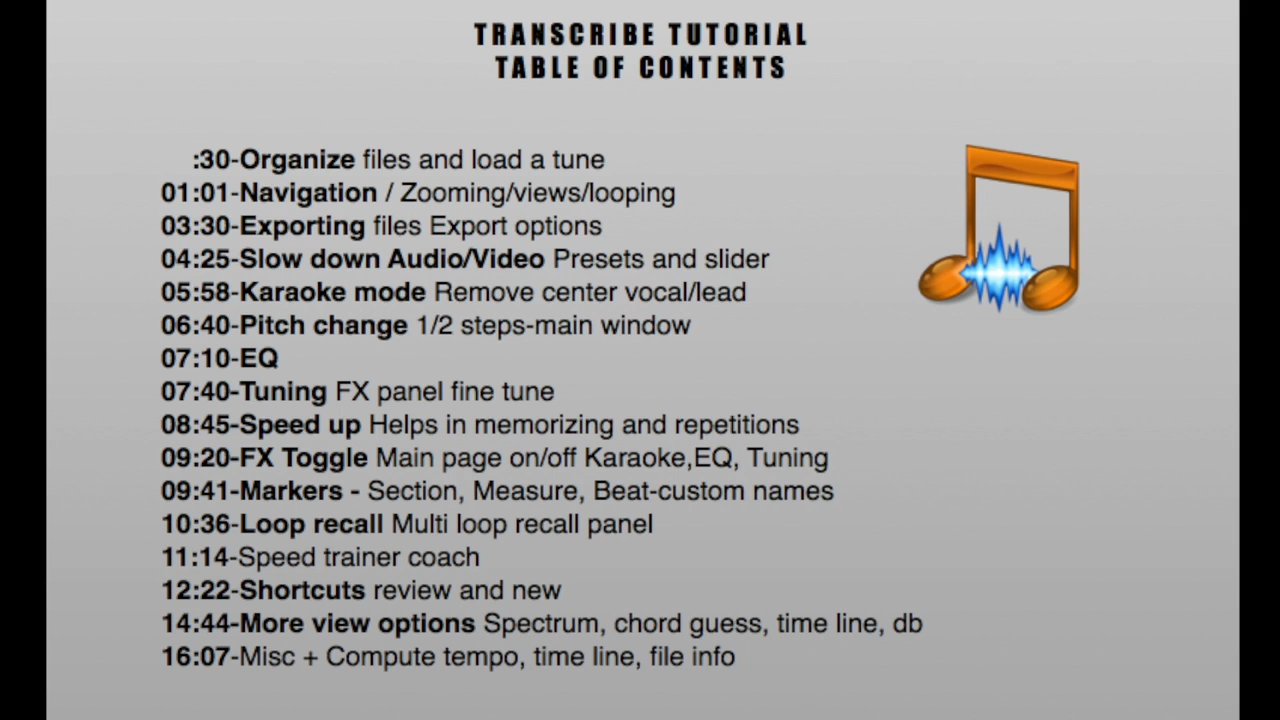 TRANSCRIBE TUTORIAL
TABLE OF CONTENTS
:30-Organize files and load a tune
01:01-Navigation / Zooming/views/looping
03:30-Exporting files Export options
04:25-Slow down Audio/Video Presets and slider
05:58-Karaoke mode Remove center vocal/lead
06:40-Pitch change 1/2 steps-main window
07:10-EQ
07:40-Tuning FX panel fine tune
08:45-Speed up Helps in memorizing and repetitions
09:20-FX Toggle Main page on/off Karaoke,EQ, Tuning
09:41-Markers - Section, Measure, Beat-custom names
10:36-Loop recall Multi loop recall panel
11:14-Speed trainer coach
12:22-Shortcuts review and new
14:44-More view options Spectrum, chord guess, time line, db
16:07-Misc + Compute tempo, time line, file info